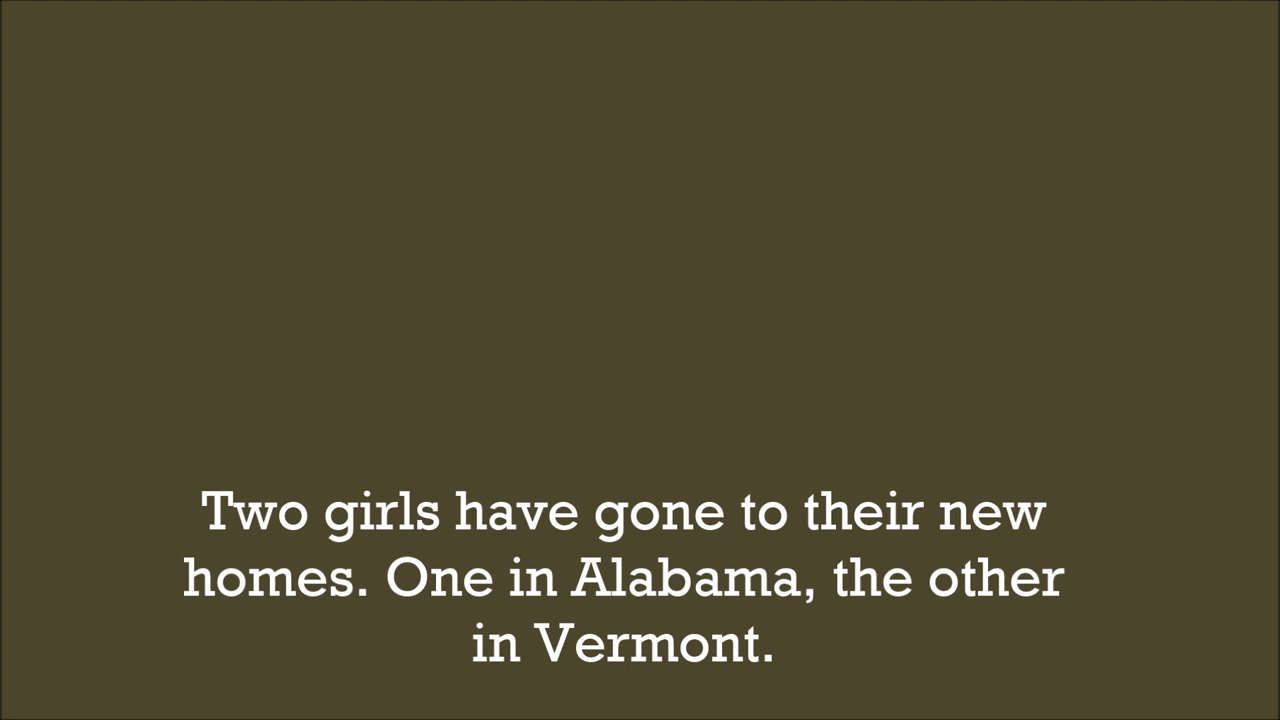 Two girls have gone to their new
homes. One in Alabama, the other
in Vermont.